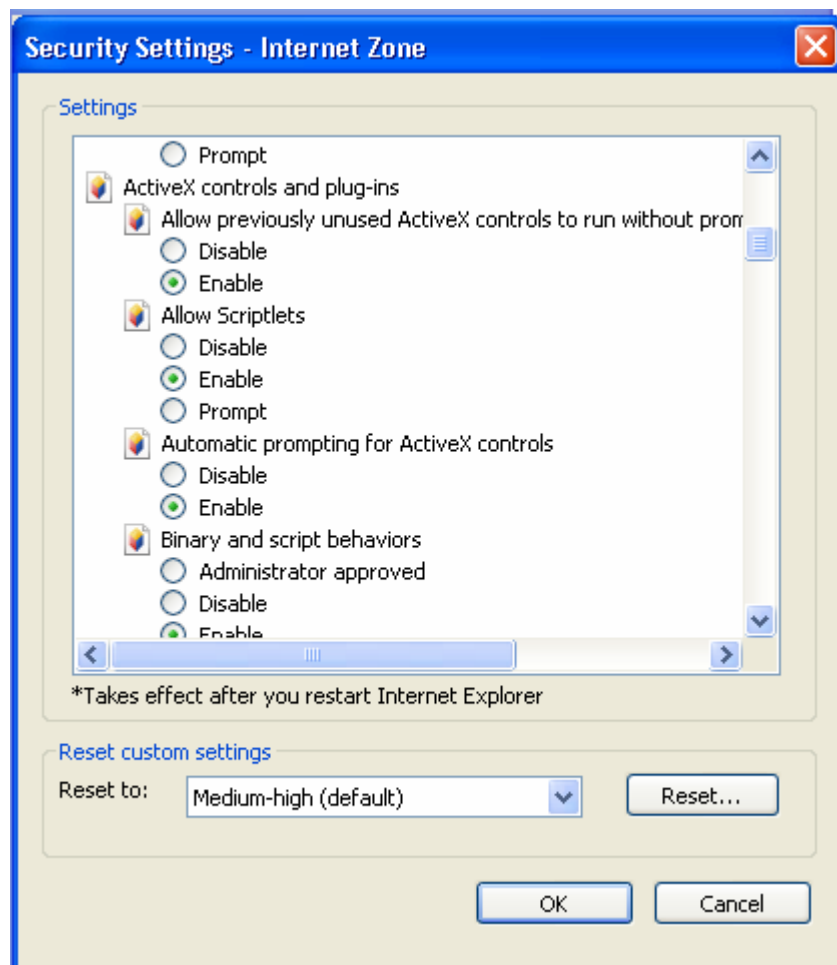 Security Settings - Internet Zone
Settings
Prompt
ActiveX controls and plug-ins
Allow previously unused ActiveX controls to run without prom
Disable
Enable
Allow Scriptlets
Disable
Enable
Prompt
Automatic prompting for ActiveX controls
Disable
Enable
Binary and script behaviors
Administrator approved
Disable
Enable
*Takes effect after you restart Internet Explorer
Reset custom settings
Reset to: Medium-high (default) Reset...
OK Cancel